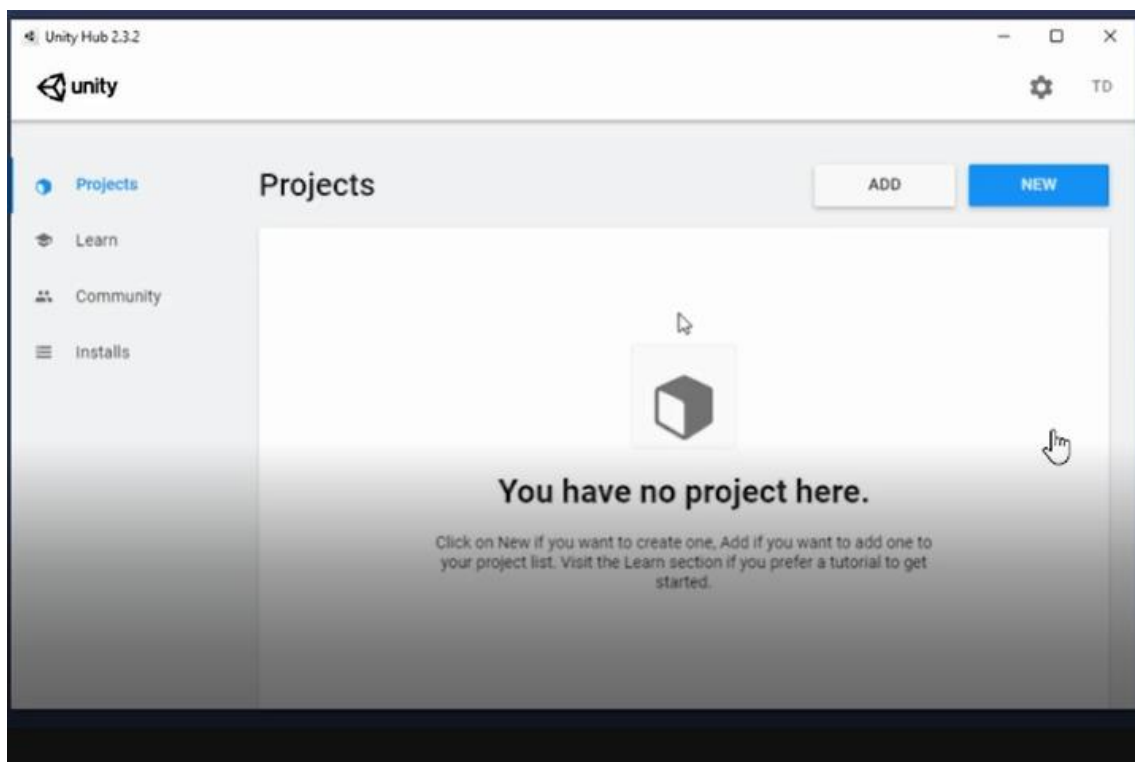 Unity Hub 2.3.2
unity
TD
Projects
Learn
Community
Installs
Projects
ADD
NEW
You have no project here.
Click on New if you want to create one, Add if you want to add one to
your project list. Visit the Learn section if you prefer a tutorial to get
started.